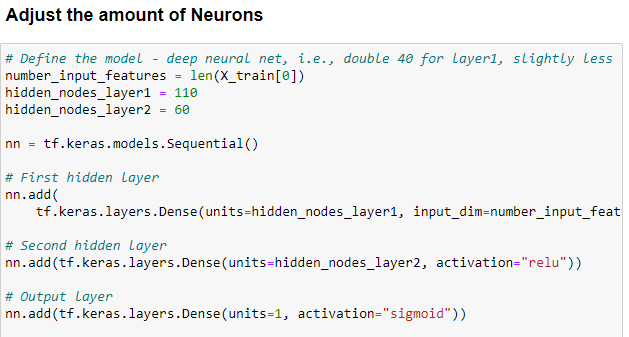 Adjust the amount of Neurons
# Define the model - deep neural net, i.e., double 40 for layer1, slightly less
number_input_features = len(X_train[0])
hidden_nodes_layer1 = 110
hidden_nodes_layer2 = 60
nn = tf.keras.models.Sequential()
# First hidden layer
nn.add(
    tf.keras.layers.Dense(units=hidden_nodes_layer1, input_dim=number_input_feat
# Second hidden layer
nn.add(tf.keras.layers.Dense(units=hidden_nodes_layer2, activation="relu"))
# Output layer
nn.add(tf.keras.layers.Dense(units=1, activation="sigmoid"))